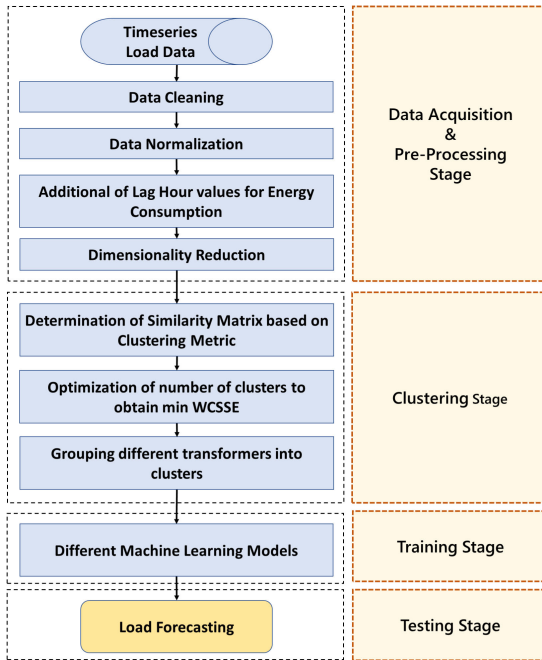 Timeseries
Load Data
Data Cleaning
Data Normalization
Additional of Lag Hour values for Energy
Consumption
Dimensionality Reduction
Data Acquisition
&
Pre-Processing
Stage
Determination of Similarity Matrix based on
Clustering Metric
Optimization of number of clusters to
obtain min WCSSE
Grouping different transformers into
clusters
Clustering Stage
Different Machine Learning Models
Training Stage
Load Forecasting
Testing Stage